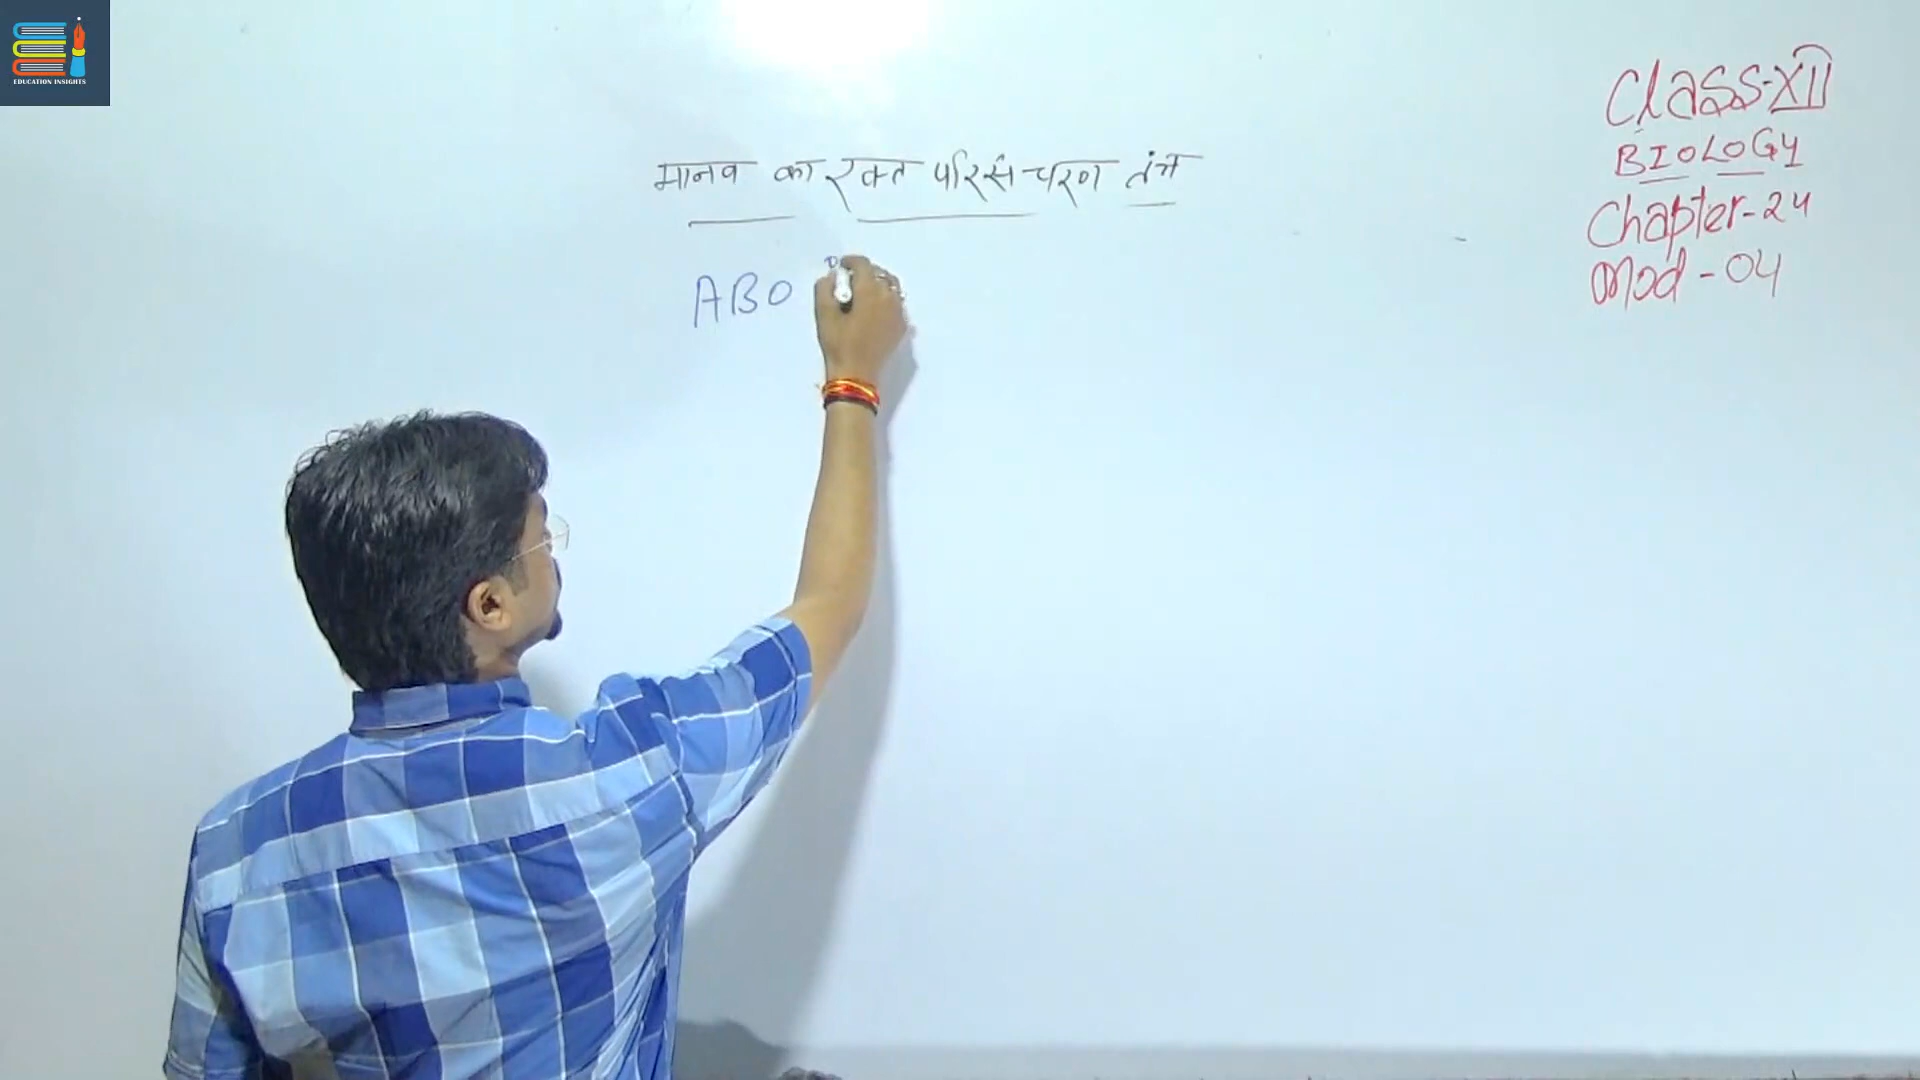 EDUCATION INSIGHTS
मानव का रक्त परिसंचरण तंत्र
ABO
Class-XII
BIOLOGY
Chapter-24
Mod-04